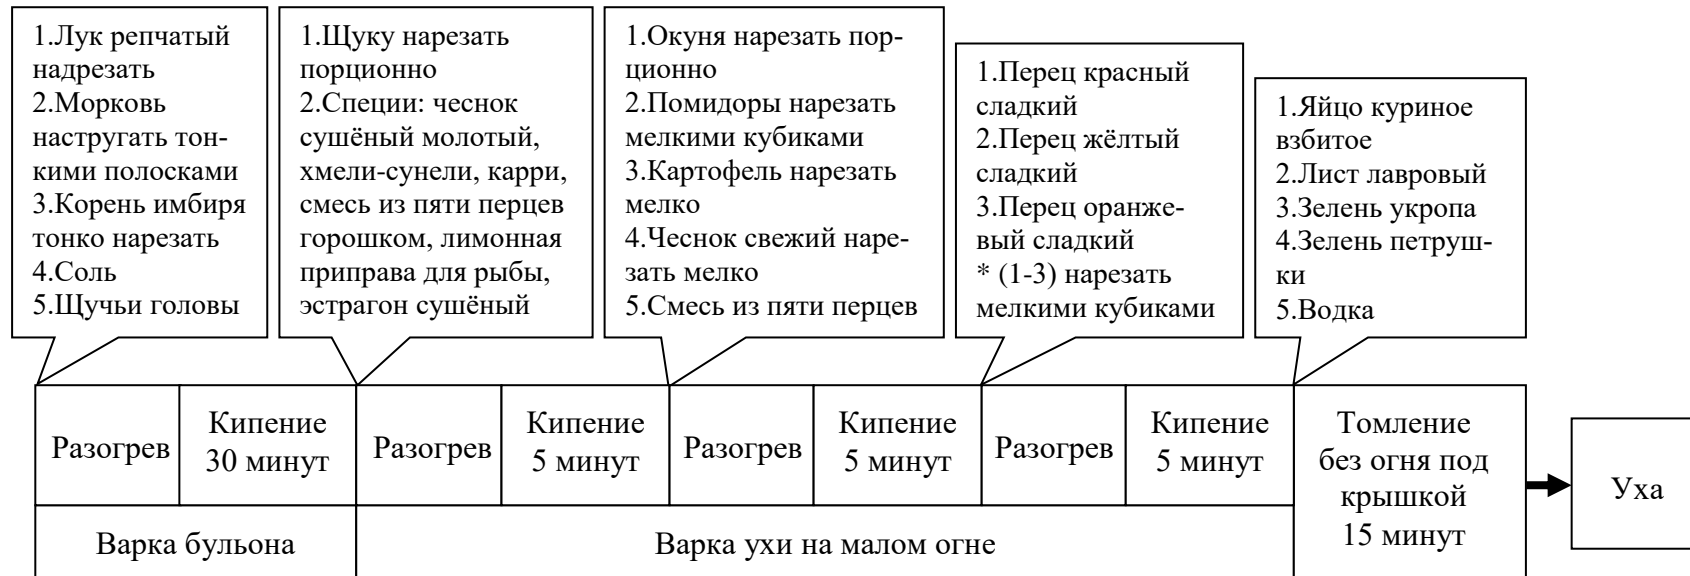 1.Лук репчатый
надрезать
2.Морковь
настругать тон-
кими полосками
3.Корень имбиря
тонко нарезать
4.Соль
5.Щучьи головы
1.Щуку нарезать
порционно
2.Специи: чеснок
сушёный молотый,
хмели-сунели, карри,
смесь из пяти перцев
горошком, лимонная
приправа для рыбы,
эстрагон сушёный
1.Окуня нарезать пор-
ционно
2.Помидоры нарезать
мелкими кубиками
3.Картофель нарезать
мелко
4.Чеснок свежий наре-
зать мелко
5.Смесь из пяти перцев
1.Перец красный
сладкий
2.Перец жёлтый
сладкий
3.Перец оранже-
вый сладкий
* (1-3) нарезать
мелкими кубиками
1.Яйцо куриное
взбитое
2.Лист лавровый
3.Зелень укропа
4.Зелень петруш-
ки
5.Водка
Разогрев
Кипение
30 минут
Разогрев
Кипение
5 минут
Разогрев
Кипение
5 минут
Разогрев
Кипение
5 минут
Томление
без огня под
крышкой
15 минут
Уха
Варка бульона
Варка ухи на малом огне